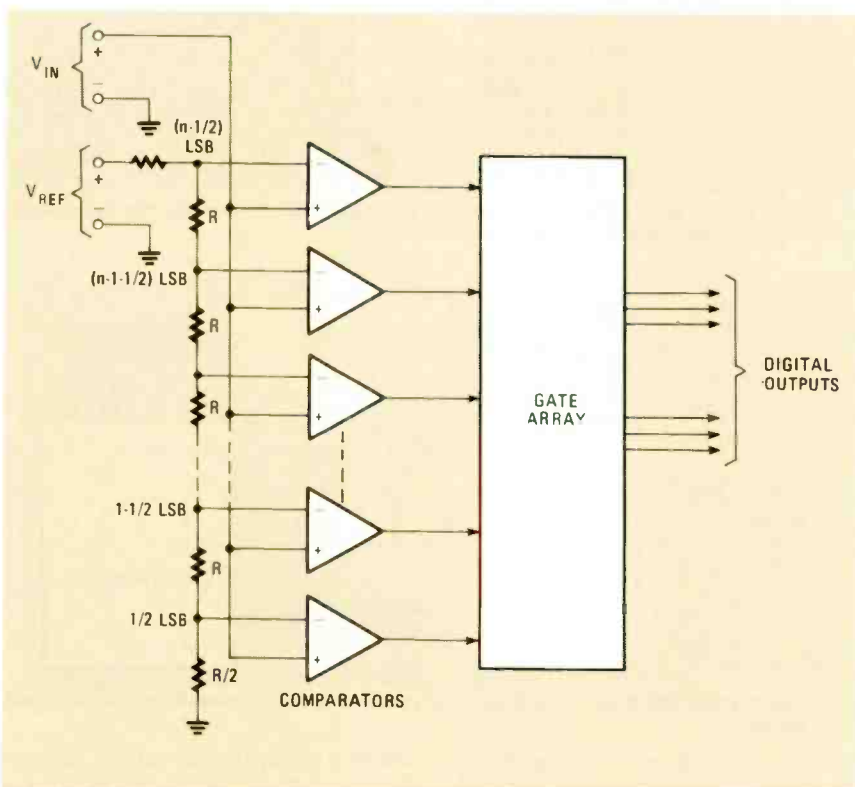 V_IN
+
−
(n-1/2)
LSB
−
+
V_REF
+
−
R
(n-1-1/2) LSB
−
+
R
−
+
R
GATE
ARRAY
DIGITAL
OUTPUTS
1-1/2 LSB
−
+
R
1/2 LSB
−
+
R/2
COMPARATORS